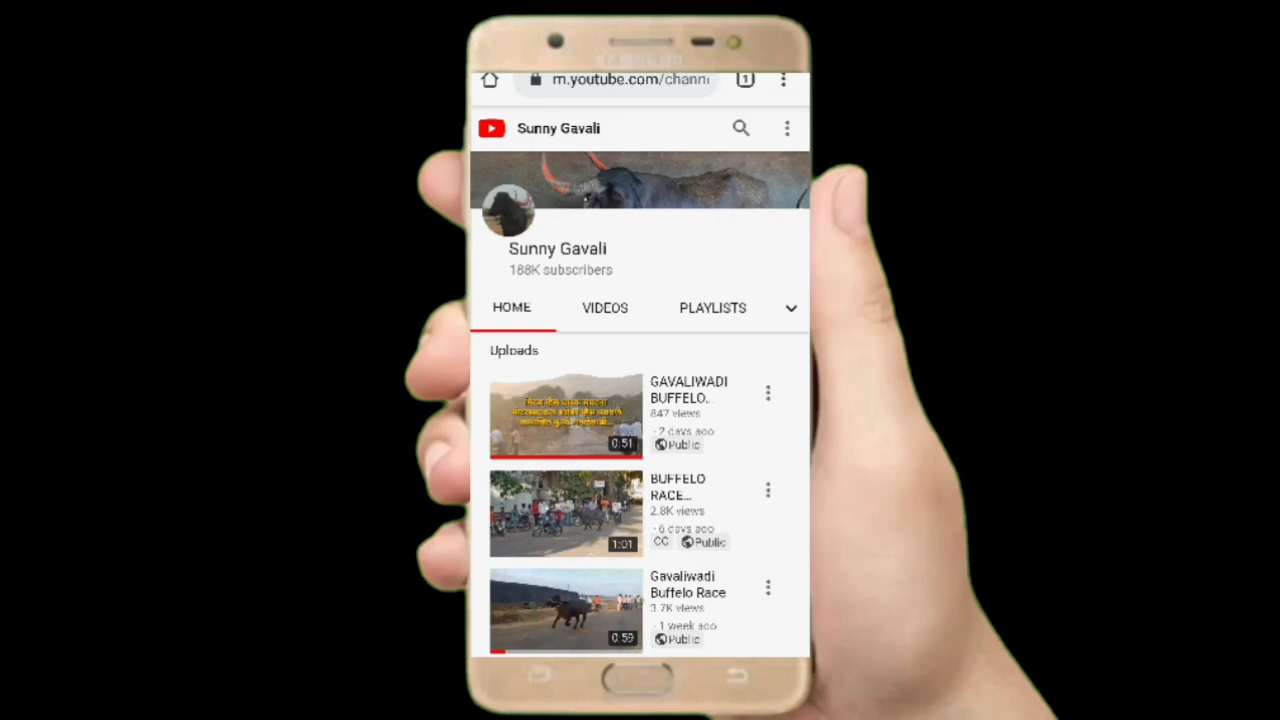 SAMSUNG
m.youtube.com/chann
1
Sunny Gavali
Sunny Gavali
188K subscribers
HOME
VIDEOS
PLAYLISTS
Uploads
GAVALIWADI
BUFFELO...
847 views
· 2 days ago
Public
0:51
BUFFELO
RACE...
2.8K views
· 6 days ago
CC
Public
1:01
Gavaliwadi
Buffelo Race
3.7K views
· 1 week ago
Public
0:59